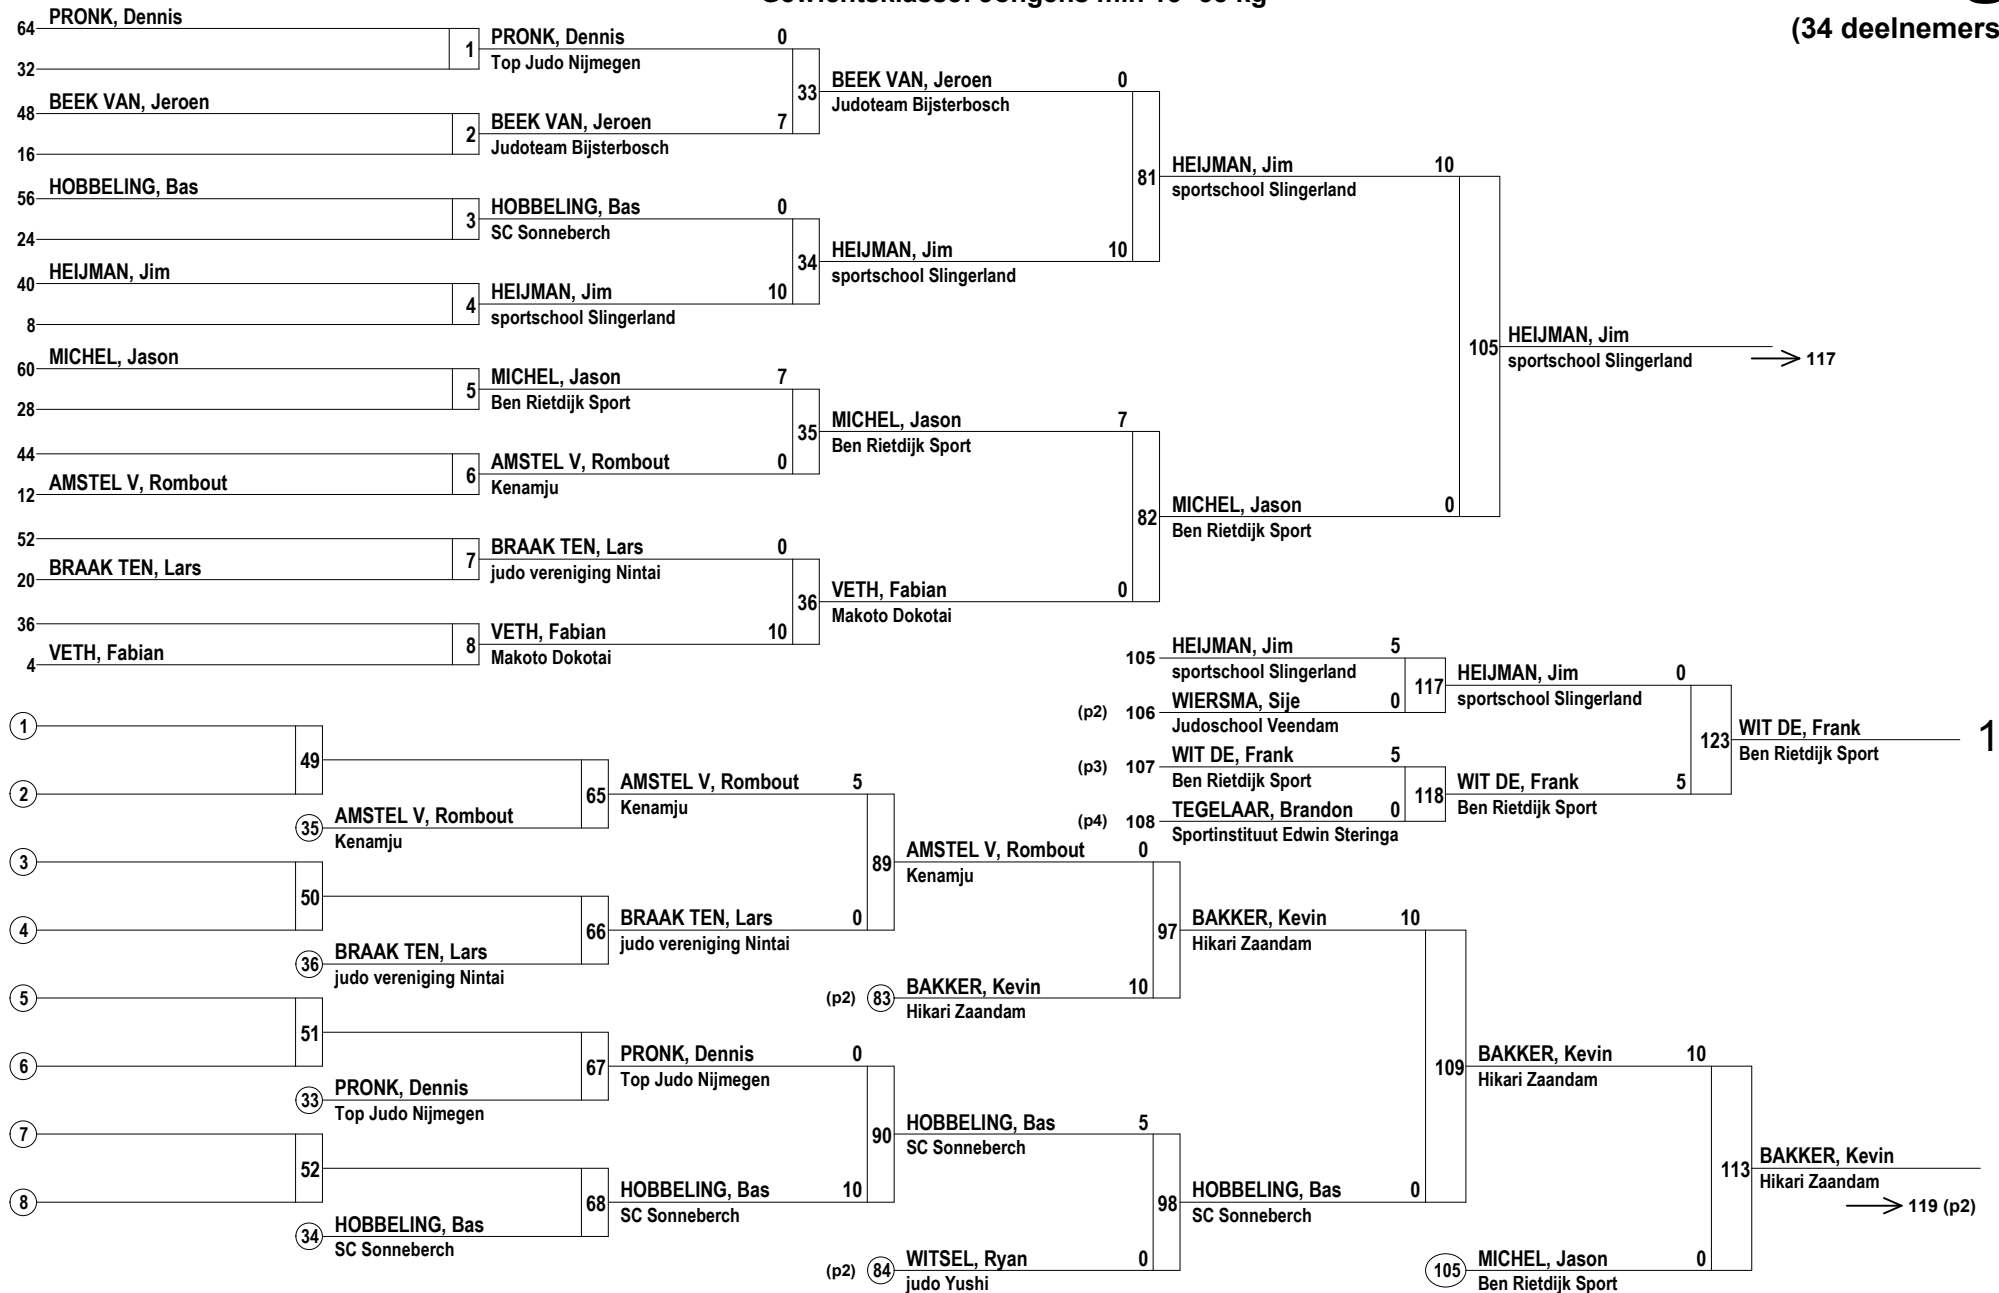 (34 deelnemers
64 PRONK, Dennis
32
1 PRONK, Dennis 0
Top Judo Nijmegen
48 BEEK VAN, Jeroen
16
2 BEEK VAN, Jeroen 7
Judoteam Bijsterbosch
33 BEEK VAN, Jeroen 0
Judoteam Bijsterbosch
56 HOBBELING, Bas
24
3 HOBBELING, Bas 0
SC Sonneberch
40 HEIJMAN, Jim
8
4 HEIJMAN, Jim 10
sportschool Slingerland
34 HEIJMAN, Jim 10
sportschool Slingerland
81 HEIJMAN, Jim 10
sportschool Slingerland
60 MICHEL, Jason
28
5 MICHEL, Jason 7
Ben Rietdijk Sport
44
12 AMSTEL V, Rombout
6 AMSTEL V, Rombout 0
Kenamju
35 MICHEL, Jason 7
Ben Rietdijk Sport
52
20 BRAAK TEN, Lars
7 BRAAK TEN, Lars 0
judo vereniging Nintai
36
4 VETH, Fabian
8 VETH, Fabian 10
Makoto Dokotai
36 VETH, Fabian 0
Makoto Dokotai
82 MICHEL, Jason 0
Ben Rietdijk Sport
105 HEIJMAN, Jim
sportschool Slingerland 117
105 HEIJMAN, Jim 5
sportschool Slingerland
(p2) 106 WIERSMA, Sije 0
Judoschool Veendam
117 HEIJMAN, Jim 0
sportschool Slingerland
(p3) 107 WIT DE, Frank 5
Ben Rietdijk Sport
(p4) 108 TEGELAAR, Brandon 0
Sportinstituut Edwin Steringa
118 WIT DE, Frank 5
Ben Rietdijk Sport
123 WIT DE, Frank 1
Ben Rietdijk Sport
1
2
49
35 AMSTEL V, Rombout
Kenamju
65 AMSTEL V, Rombout 5
Kenamju
3
4
50
36 BRAAK TEN, Lars
judo vereniging Nintai
66 BRAAK TEN, Lars 0
judo vereniging Nintai
89 AMSTEL V, Rombout 0
Kenamju
(p2) 83 BAKKER, Kevin 10
Hikari Zaandam
97 BAKKER, Kevin 10
Hikari Zaandam
5
6
51
33 PRONK, Dennis
Top Judo Nijmegen
67 PRONK, Dennis 0
Top Judo Nijmegen
7
8
52
34 HOBBELING, Bas
SC Sonneberch
68 HOBBELING, Bas 10
SC Sonneberch
90 HOBBELING, Bas 5
SC Sonneberch
(p2) 84 WITSEL, Ryan 0
judo Yushi
98 HOBBELING, Bas 0
SC Sonneberch
109 BAKKER, Kevin 10
Hikari Zaandam
105 MICHEL, Jason 0
Ben Rietdijk Sport
113 BAKKER, Kevin
Hikari Zaandam
119 (p2)